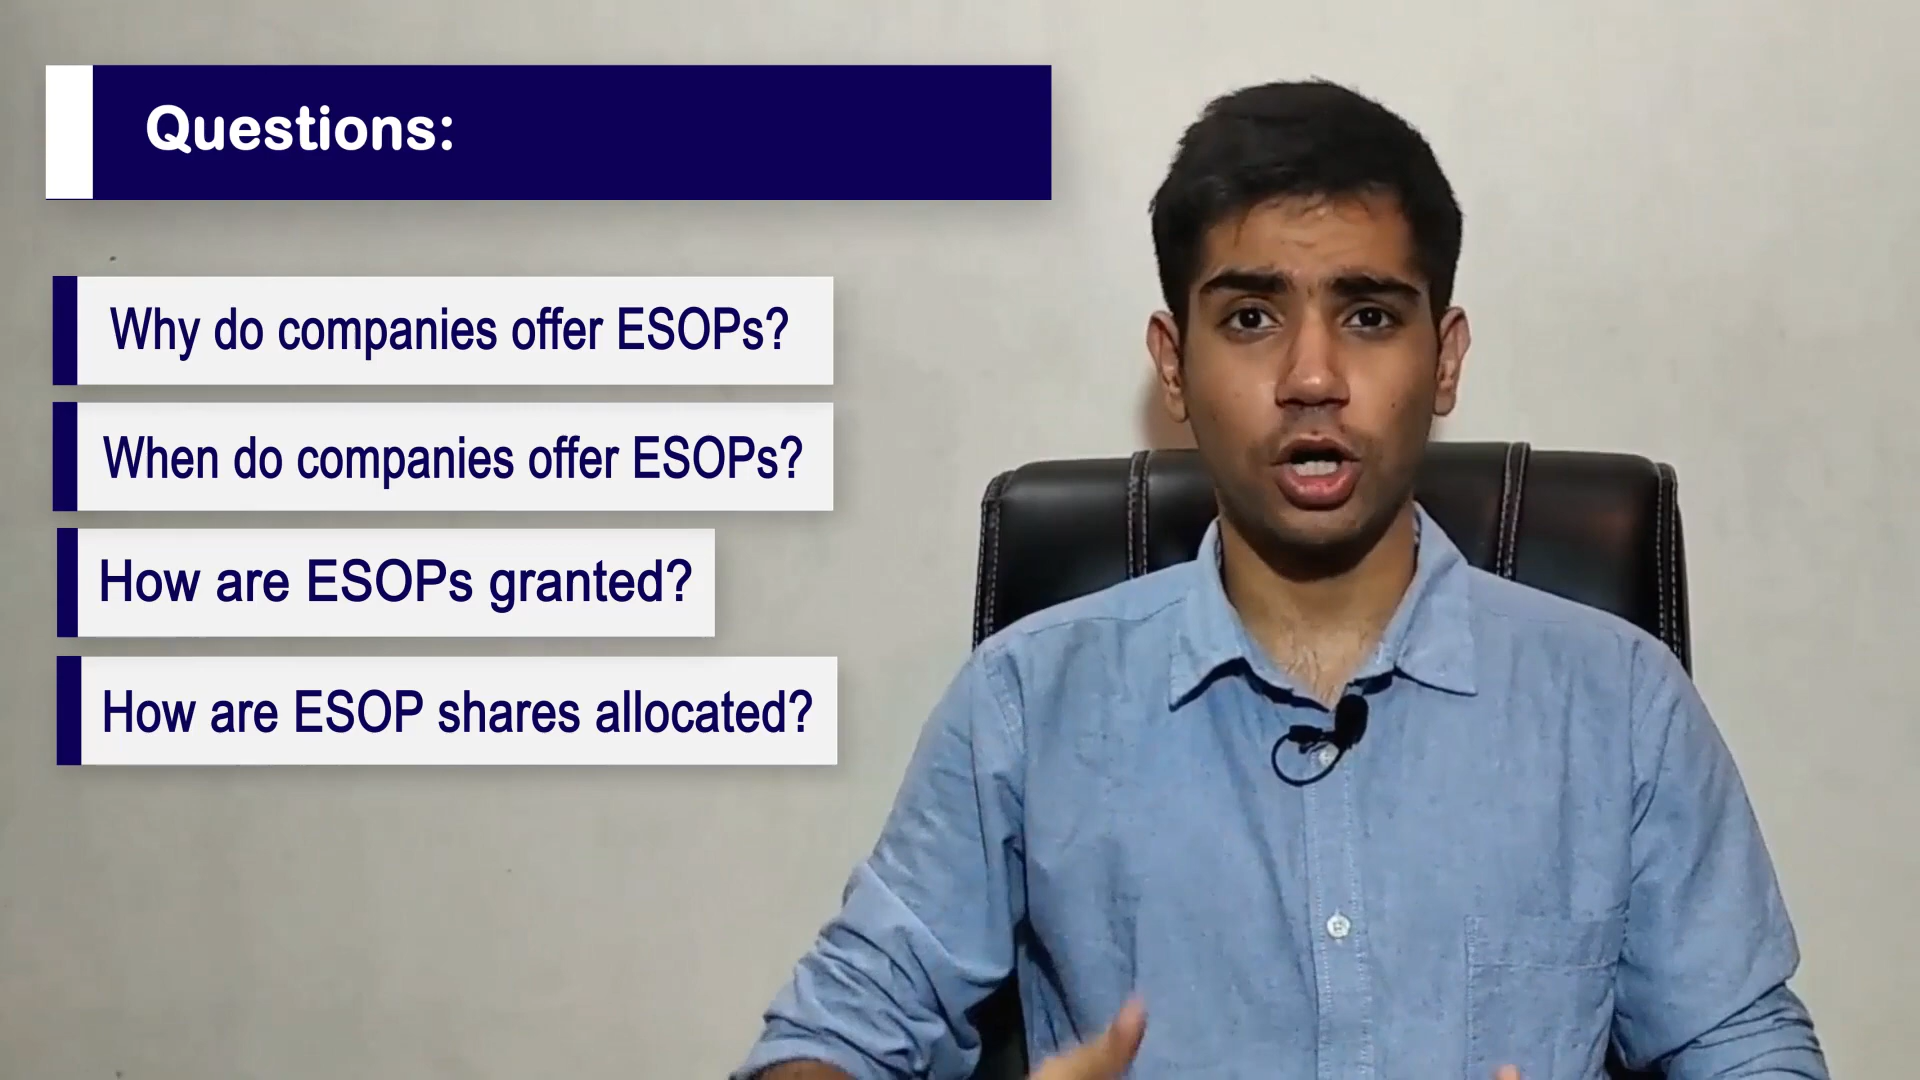 Questions:
Why do companies offer ESOPs?
When do companies offer ESOPs?
How are ESOPs granted?
How are ESOP shares allocated?